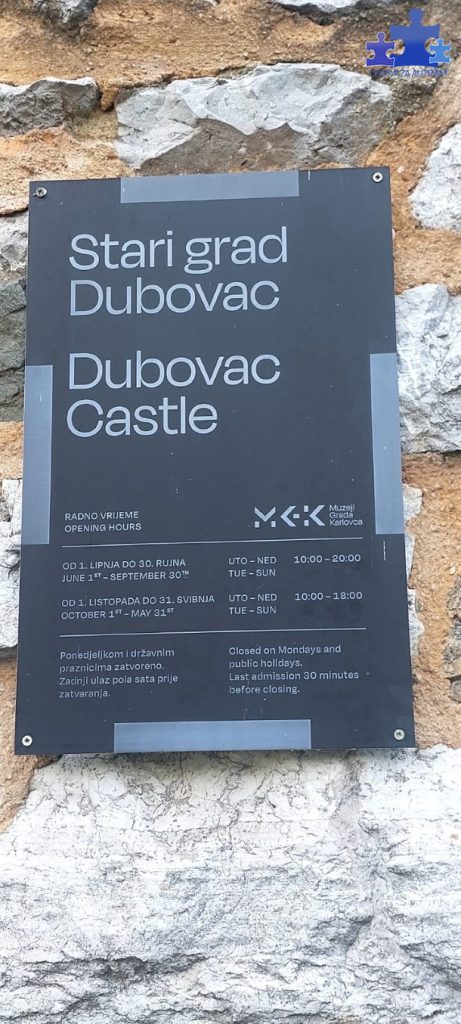 Stari grad
Dubovac
Dubovac
Castle
RADNO VRIJEME
OPENING HOURS
Muzeji
Grada
Karlovca
OD 1. LIPNJA DO 30. RUJNA
JUNE 1ST – SEPTEMBER 30TH
UTO – NED
TUE – SUN
10:00 – 20:00
OD 1. LISTOPADA DO 31. SVIBNJA
OCTOBER 1ST – MAY 31ST
UTO – NED
TUE – SUN
10:00 – 18:00
Ponedjeljkom i državnim
praznicima zatvoreno.
Zadnji ulaz pola sata prije
zatvaranja.
Closed on Mondays and
public holidays.
Last admission 30 minutes
before closing.